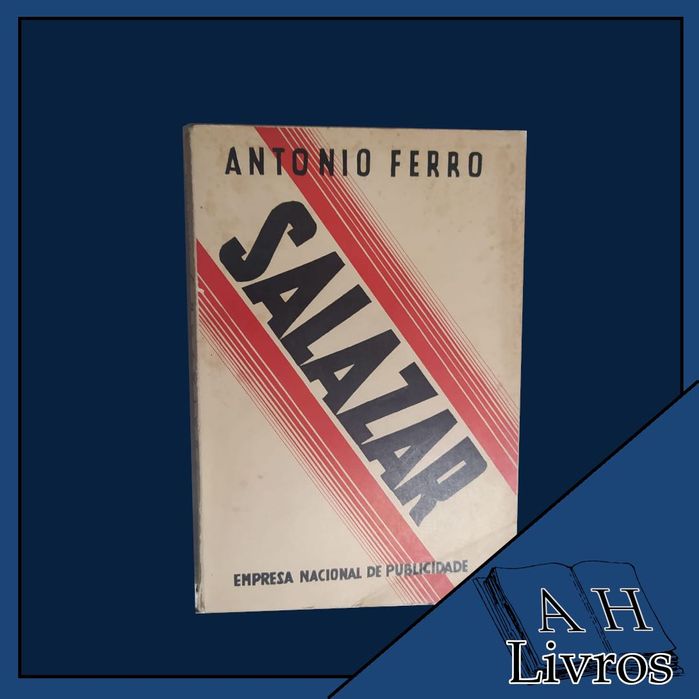 ANTONIO FERRO
SALAZAR
EMPRESA NACIONAL DE PUBLICIDADE
A H
Livros